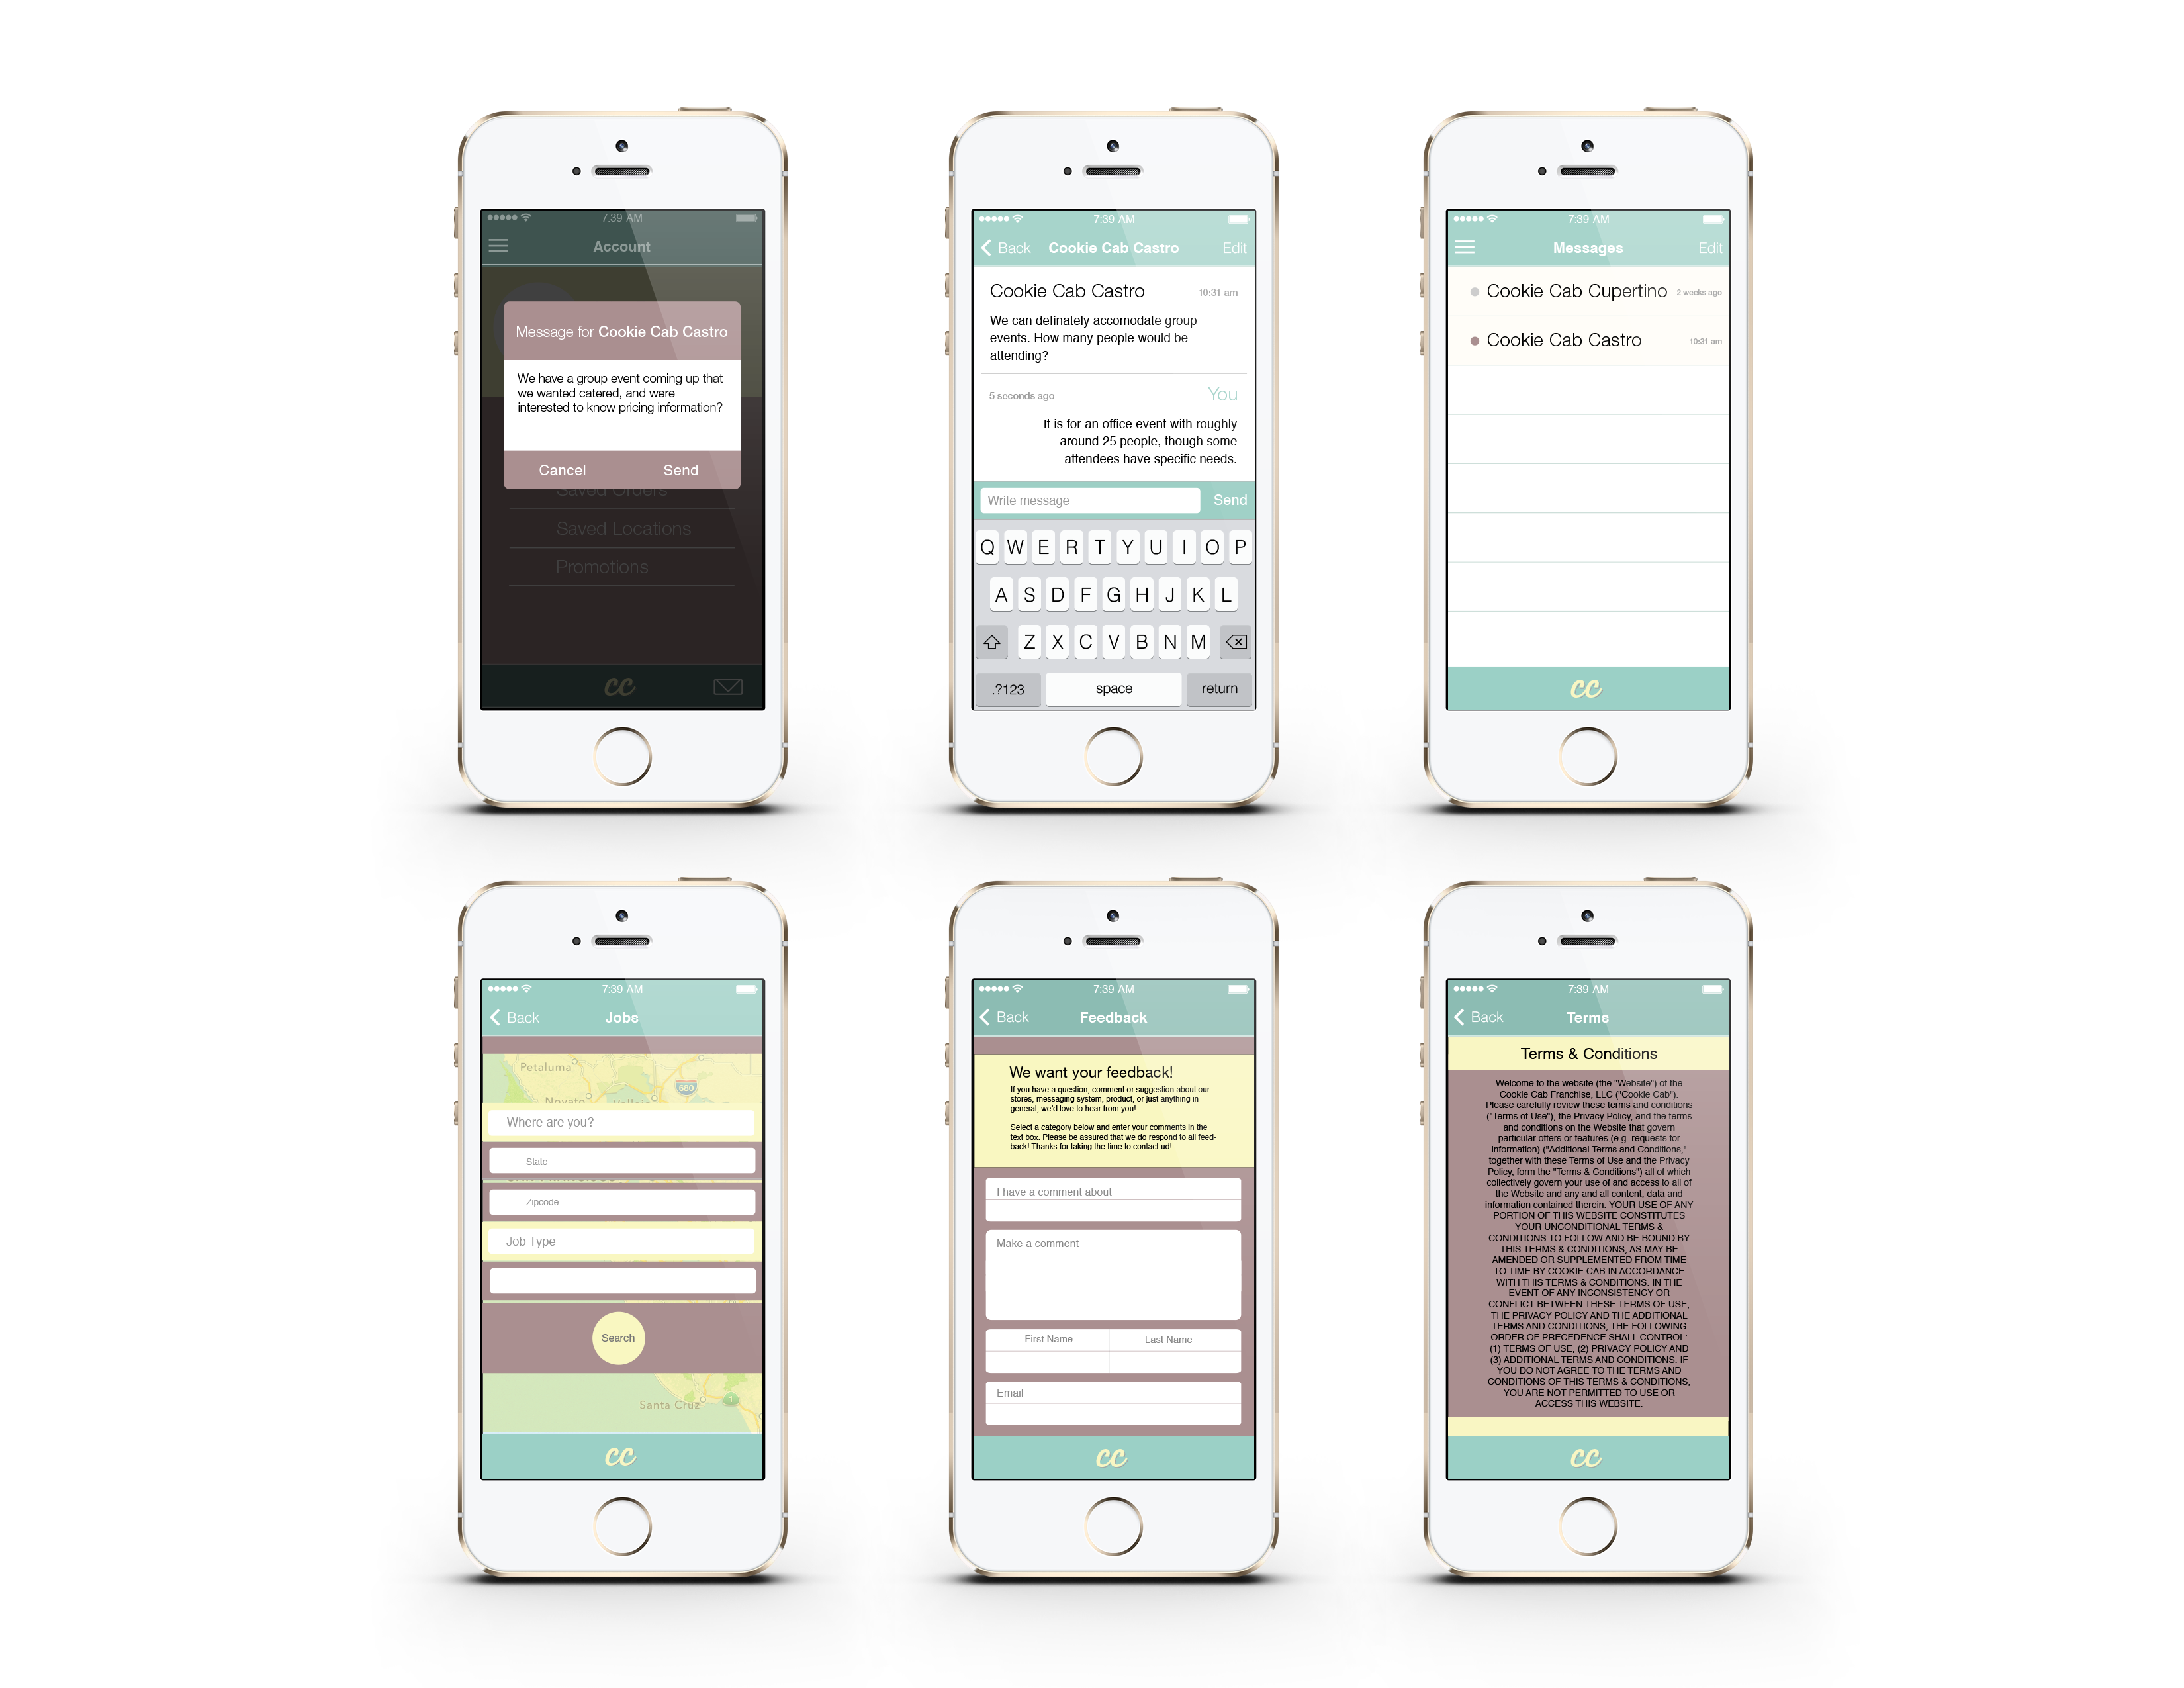 7:39 AM
Account
Message for Cookie Cab Castro
We have a group event coming up that
we wanted catered, and were
interested to know pricing information?
Cancel Send
Saved Orders
Saved Locations
Promotions
cc
7:39 AM
Back Cookie Cab Castro Edit
Cookie Cab Castro 10:31 am
We can definately accomodate group
events. How many people would be
attending?
5 seconds ago You
It is for an office event with roughly
around 25 people, though some
attendees have specific needs.
Write message Send
Q W E R T Y U I O P
A S D F G H J K L
Z X C V B N M
.?123 space return
7:39 AM
Messages Edit
Cookie Cab Cupertino 2 weeks ago
Cookie Cab Castro 10:31 am
cc
7:39 AM
Back Jobs
Petaluma
680
Novato
Where are you?
State
Zipcode
Job Type
Search
1
Santa Cruz
cc
7:39 AM
Back Feedback
We want your feedback!
If you have a question, comment or suggestion about our
stores, messaging system, product, or just anything in
general, we'd love to hear from you!
Select a category below and enter your comments in the
text box. Please be assured that we do respond to all feed-
back! Thanks for taking the time to contact ud!
I have a comment about
Make a comment
First Name Last Name
Email
cc
7:39 AM
Back Terms
Terms & Conditions
Welcome to the website (the "Website") of the
Cookie Cab Franchise, LLC ("Cookie Cab").
Please carefully review these terms and conditions
("Terms of Use"), the Privacy Policy, and the terms
and conditions on the Website that govern
particular offers or features (e.g. requests for
information) ("Additional Terms and Conditions,"
together with these Terms of Use and the Privacy
Policy, form the "Terms & Conditions") all of which
collectively govern your use of and access to all of
the Website and any and all content, data and
information contained therein. YOUR USE OF ANY
PORTION OF THIS WEBSITE CONSTITUTES
YOUR UNCONDITIONAL TERMS &
CONDITIONS TO FOLLOW AND BE BOUND BY
THIS TERMS & CONDITIONS, AS MAY BE
AMENDED OR SUPPLEMENTED FROM TIME
TO TIME BY COOKIE CAB IN ACCORDANCE
WITH THIS TERMS & CONDITIONS. IN THE
EVENT OF ANY INCONSISTENCY OR
CONFLICT BETWEEN THESE TERMS OF USE,
THE PRIVACY POLICY AND THE ADDITIONAL
TERMS AND CONDITIONS, THE FOLLOWING
ORDER OF PRECEDENCE SHALL CONTROL:
(1) TERMS OF USE, (2) PRIVACY POLICY AND
(3) ADDITIONAL TERMS AND CONDITIONS. IF
YOU DO NOT AGREE TO THE TERMS AND
CONDITIONS OF THIS TERMS & CONDITIONS,
YOU ARE NOT PERMITTED TO USE OR
ACCESS THIS WEBSITE.
cc